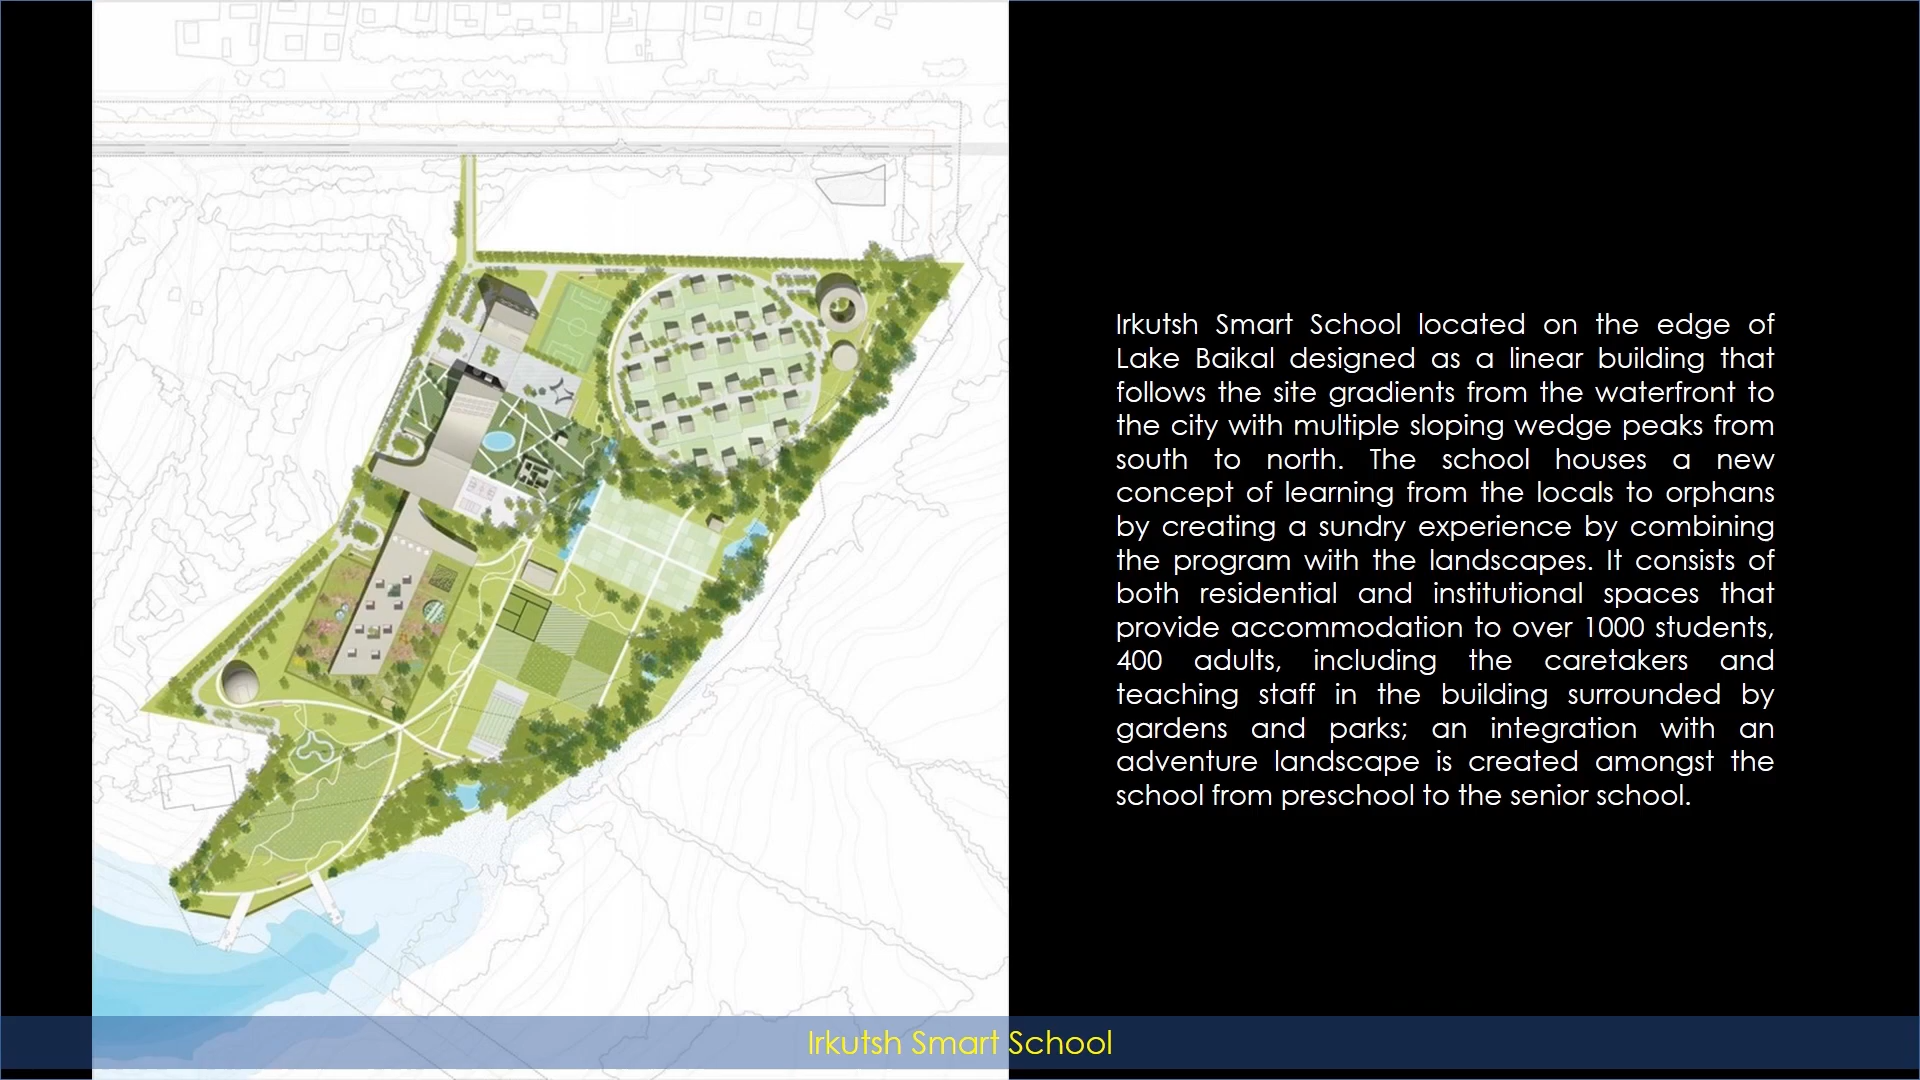 Irkutsh Smart School located on the edge of
Lake Baikal designed as a linear building that
follows the site gradients from the waterfront to
the city with multiple sloping wedge peaks from
south to north. The school houses a new
concept of learning from the locals to orphans
by creating a sundry experience by combining
the program with the landscapes. It consists of
both residential and institutional spaces that
provide accommodation to over 1000 students,
400 adults, including the caretakers and
teaching staff in the building surrounded by
gardens and parks; an integration with an
adventure landscape is created amongst the
school from preschool to the senior school.
Irkutsh Smart School